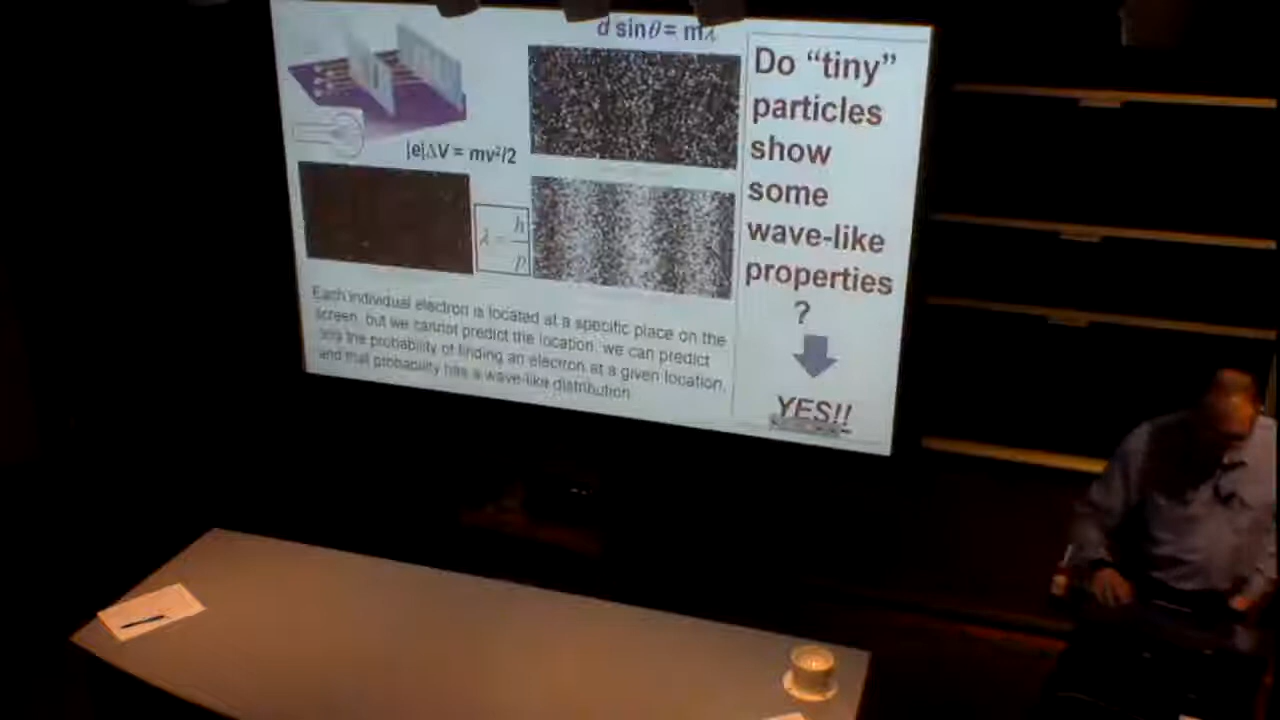 d sinθ = mλ
|e|ΔV = mv²/2
λ = h/p
Each individual electron is located at a specific place on the
screen, but we cannot predict the location, we can predict
the probability of finding an electron at a given location,
and that probability has a wave-like distribution
Do “tiny”
particles
show
some
wave-like
properties
?
YES!!